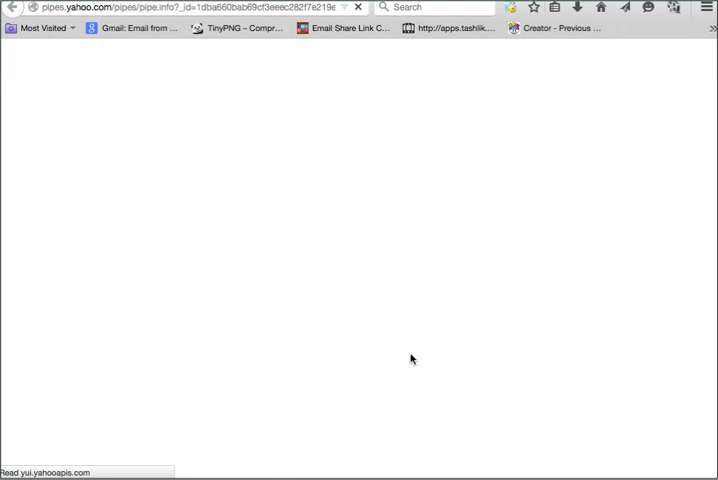 pipes.yahoo.com/pipes/pipe.info?_id=1dba660bab69cf3eeec282f7e219e
Search
Most Visited
Gmail: Email from ...
TinyPNG – Compr...
Email Share Link C...
http://apps.tashlik....
Creator - Previous ...
Read yui.yahooapis.com